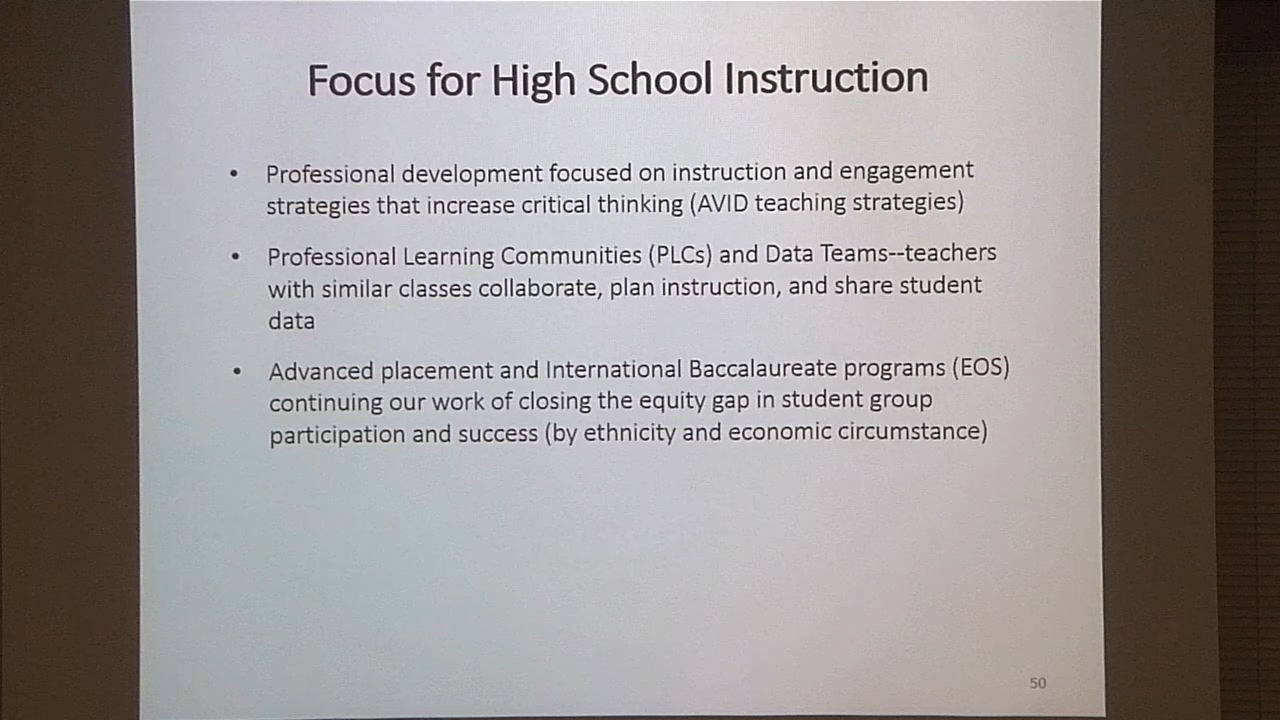 Focus for High School Instruction
• Professional development focused on instruction and engagement
strategies that increase critical thinking (AVID teaching strategies)
• Professional Learning Communities (PLCs) and Data Teams--teachers
with similar classes collaborate, plan instruction, and share student
data
• Advanced placement and International Baccalaureate programs (EOS)
continuing our work of closing the equity gap in student group
participation and success (by ethnicity and economic circumstance)
50